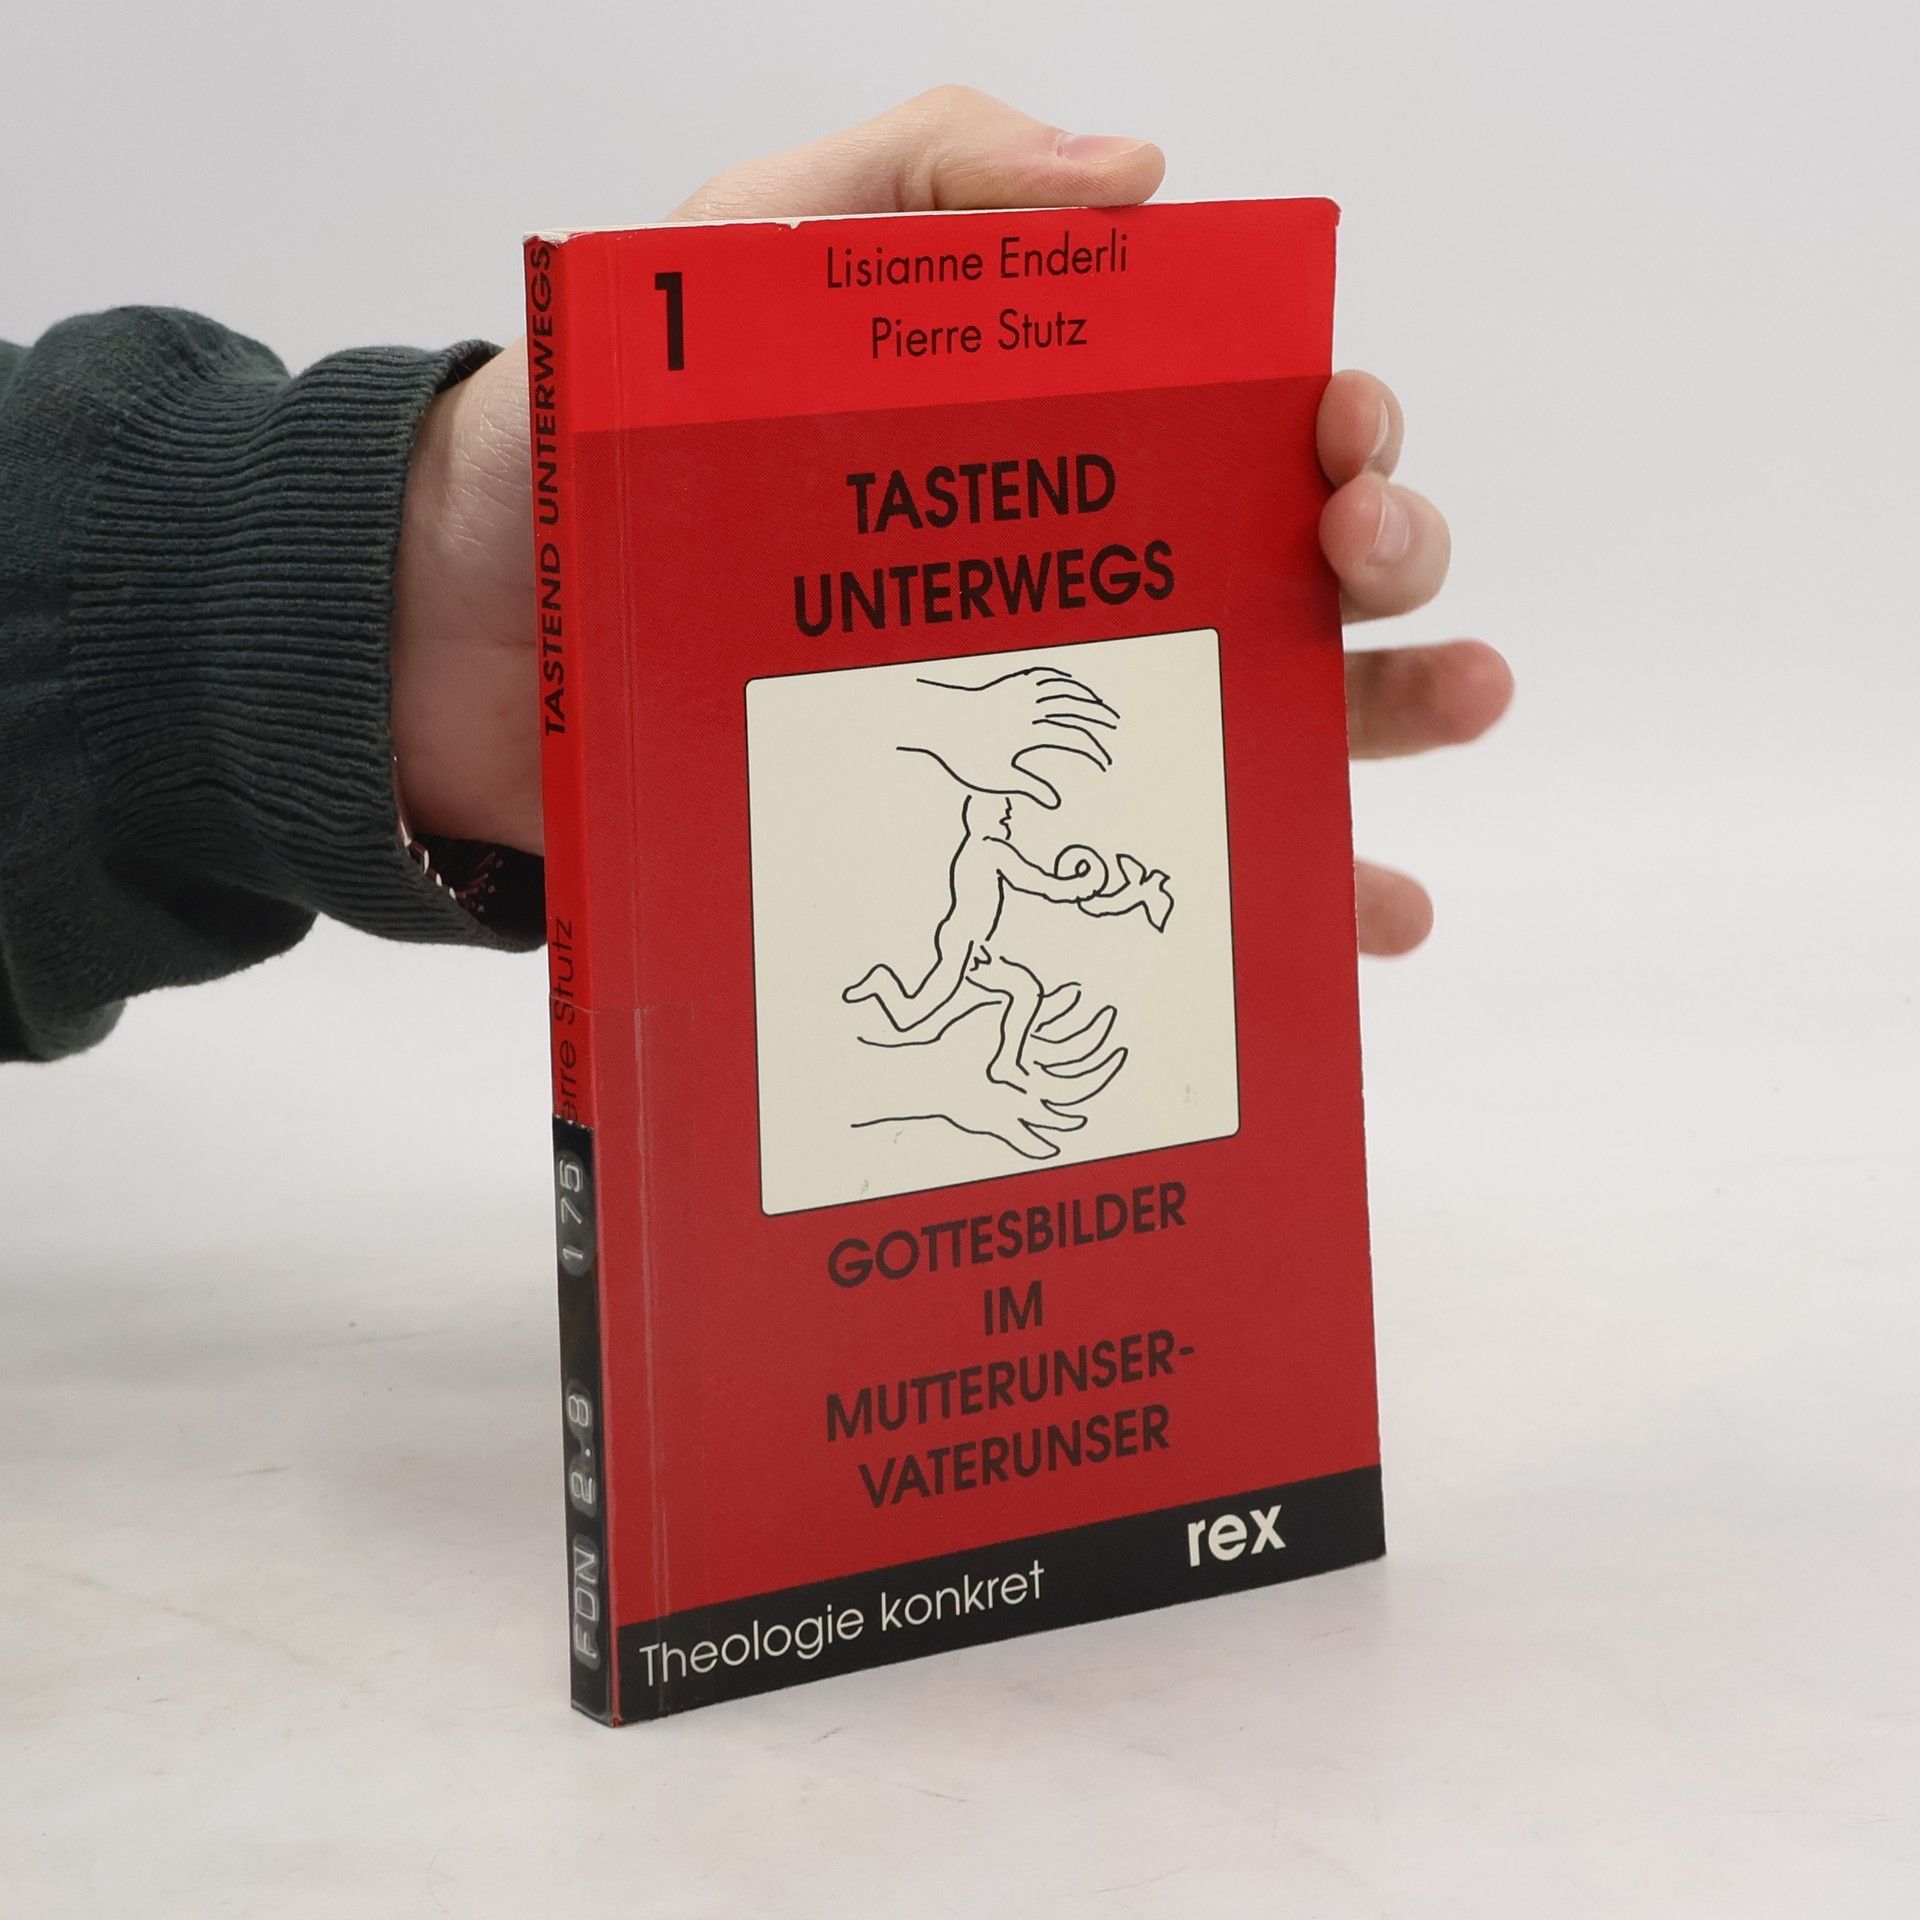 1
Lisianne Enderli
Pierre Stutz
TASTEND
UNTERWEGS
GOTTESBILDER
IM
MUTTERUNSER-
VATERUNSER
rex
Theologie konkret
TASTEND UNTERWEGS
Stutz
FDN 2.8 175